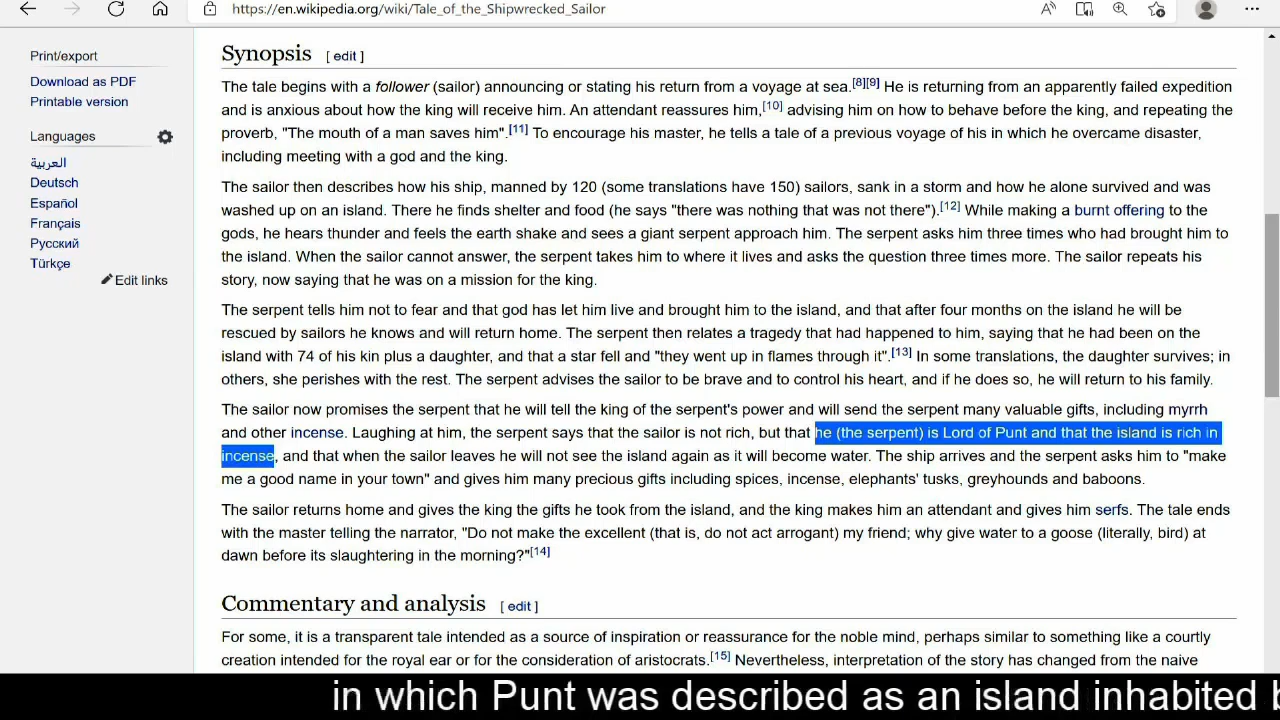 https://en.wikipedia.org/wiki/Tale_of_the_Shipwrecked_Sailor
Print/export
Download as PDF
Printable version
Languages
العربية
Deutsch
Español
Français
Русский
Türkçe
Edit links
Synopsis [ edit ]
The tale begins with a follower (sailor) announcing or stating his return from a voyage at sea.[8][9] He is returning from an apparently failed expedition
and is anxious about how the king will receive him. An attendant reassures him,[10] advising him on how to behave before the king, and repeating the
proverb, "The mouth of a man saves him".[11] To encourage his master, he tells a tale of a previous voyage of his in which he overcame disaster,
including meeting with a god and the king.
The sailor then describes how his ship, manned by 120 (some translations have 150) sailors, sank in a storm and how he alone survived and was
washed up on an island. There he finds shelter and food (he says "there was nothing that was not there").[12] While making a burnt offering to the
gods, he hears thunder and feels the earth shake and sees a giant serpent approach him. The serpent asks him three times who had brought him to
the island. When the sailor cannot answer, the serpent takes him to where it lives and asks the question three times more. The sailor repeats his
story, now saying that he was on a mission for the king.
The serpent tells him not to fear and that god has let him live and brought him to the island, and that after four months on the island he will be
rescued by sailors he knows and will return home. The serpent then relates a tragedy that had happened to him, saying that he had been on the
island with 74 of his kin plus a daughter, and that a star fell and "they went up in flames through it".[13] In some translations, the daughter survives; in
others, she perishes with the rest. The serpent advises the sailor to be brave and to control his heart, and if he does so, he will return to his family.
The sailor now promises the serpent that he will tell the king of the serpent's power and will send the serpent many valuable gifts, including myrrh
and other incense. Laughing at him, the serpent says that the sailor is not rich, but that he (the serpent) is Lord of Punt and that the island is rich in
incense, and that when the sailor leaves he will not see the island again as it will become water. The ship arrives and the serpent asks him to "make
me a good name in your town" and gives him many precious gifts including spices, incense, elephants' tusks, greyhounds and baboons.
The sailor returns home and gives the king the gifts he took from the island, and the king makes him an attendant and gives him serfs. The tale ends
with the master telling the narrator, "Do not make the excellent (that is, do not act arrogant) my friend; why give water to a goose (literally, bird) at
dawn before its slaughtering in the morning?"[14]
Commentary and analysis [ edit ]
For some, it is a transparent tale intended as a source of inspiration or reassurance for the noble mind, perhaps similar to something like a courtly
creation intended for the royal ear or for the consideration of aristocrats.[15] Nevertheless, interpretation of the story has changed from the naive
in which Punt was described as an island inhabited